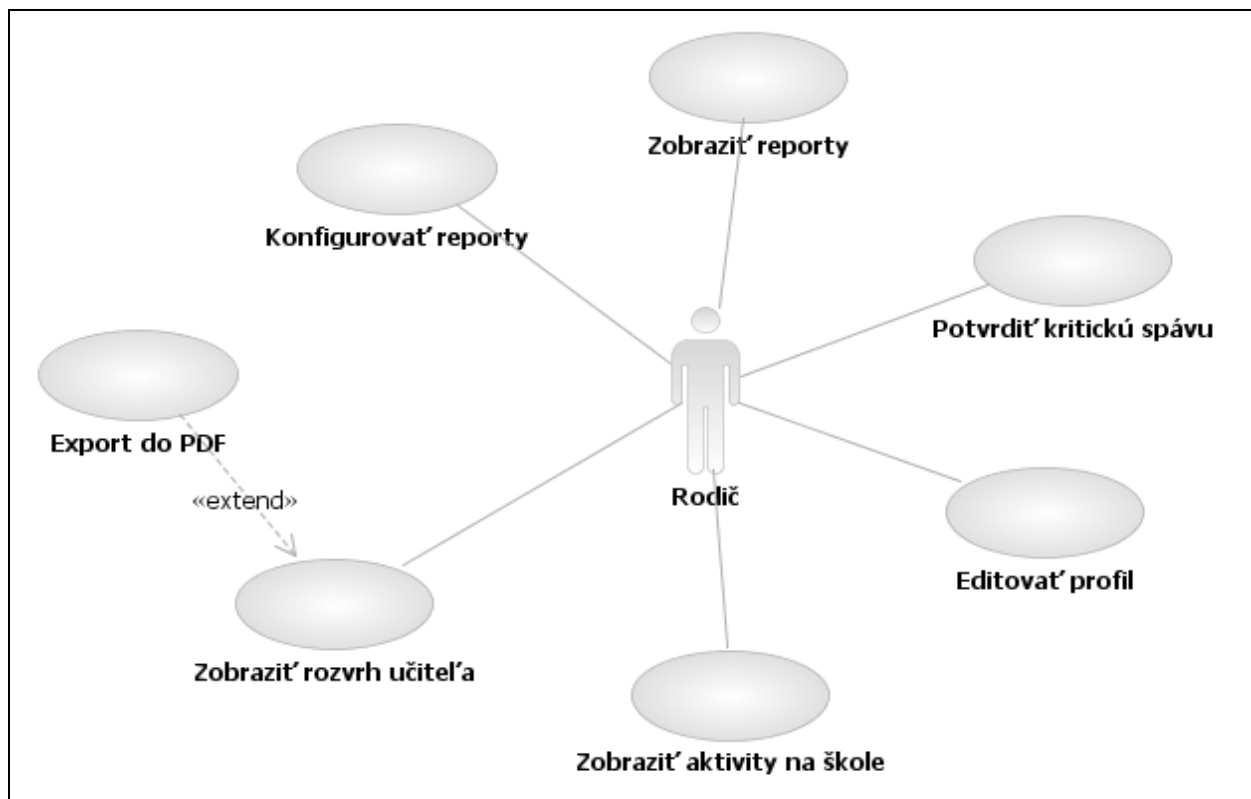 Zobraziť reporty
Konfigurovať reporty
Potvrdiť kritickú spávu
Export do PDF
«extend»
Rodič
Editovať profil
Zobraziť rozvrh učiteľa
Zobraziť aktivity na škole